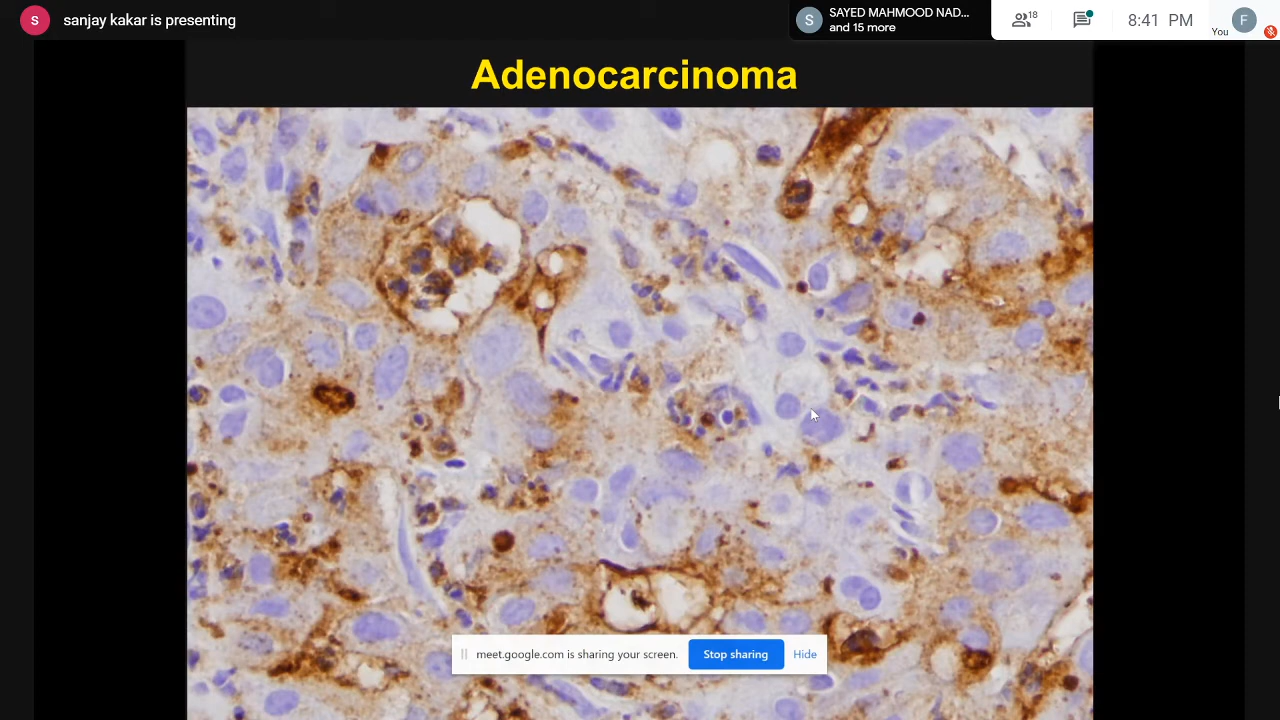 S
sanjay kakar is presenting
S
SAYED MAHMOOD NAD...
and 15 more
18
8:41 PM
You
F
Adenocarcinoma
meet.google.com is sharing your screen.
Stop sharing
Hide